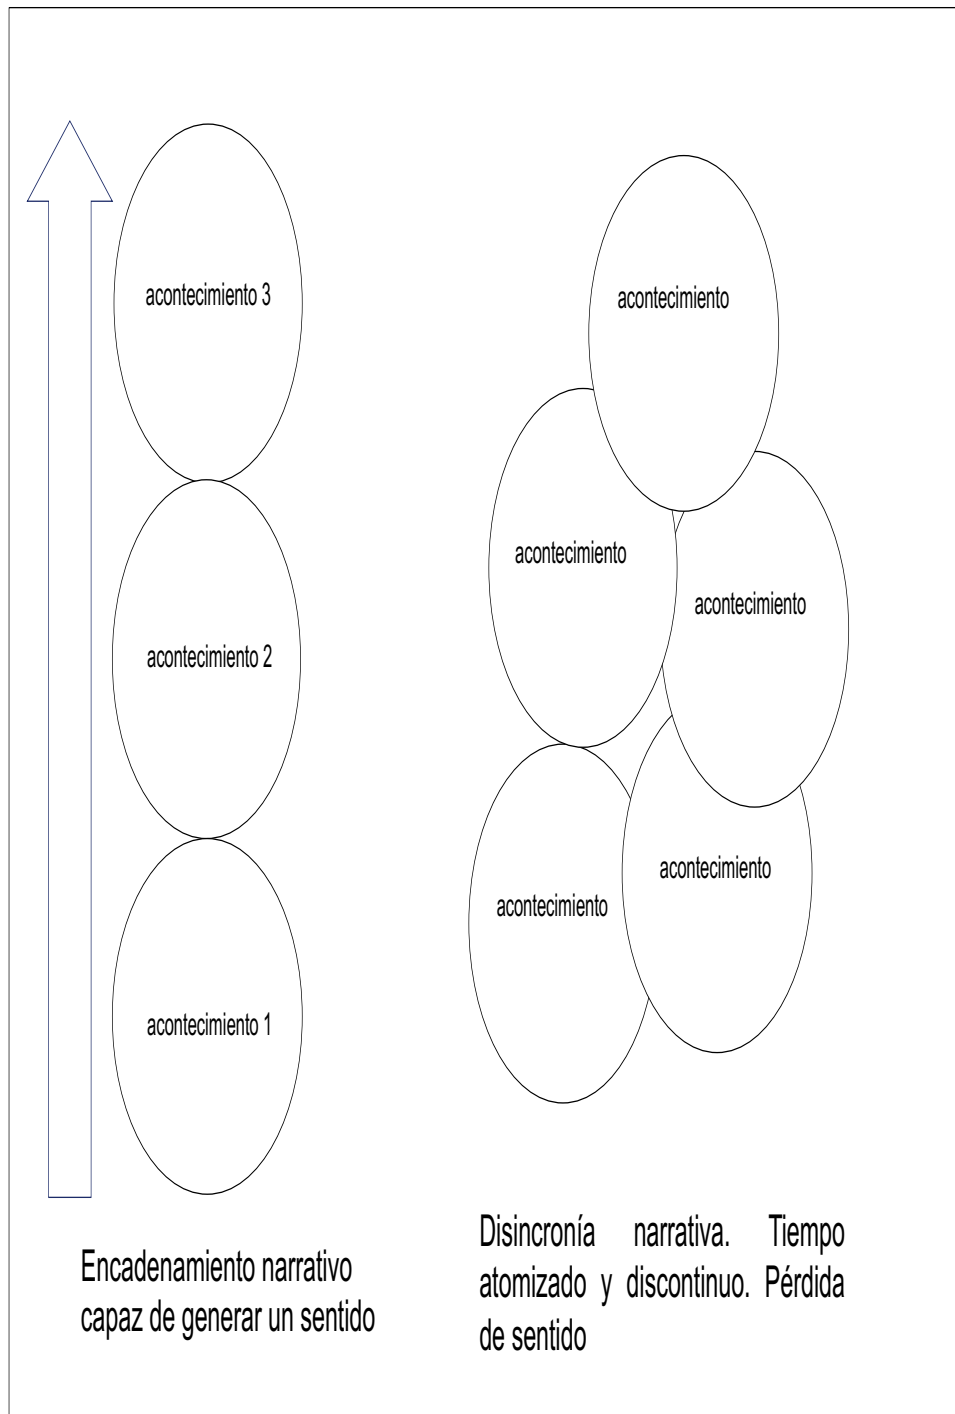 acontecimiento 3
acontecimiento 2
acontecimiento 1
Encadenamiento narrativo
capaz de generar un sentido
acontecimiento
acontecimiento
acontecimiento
acontecimiento
acontecimiento
Disincronía narrativa. Tiempo
atomizado y discontinuo. Pérdida
de sentido